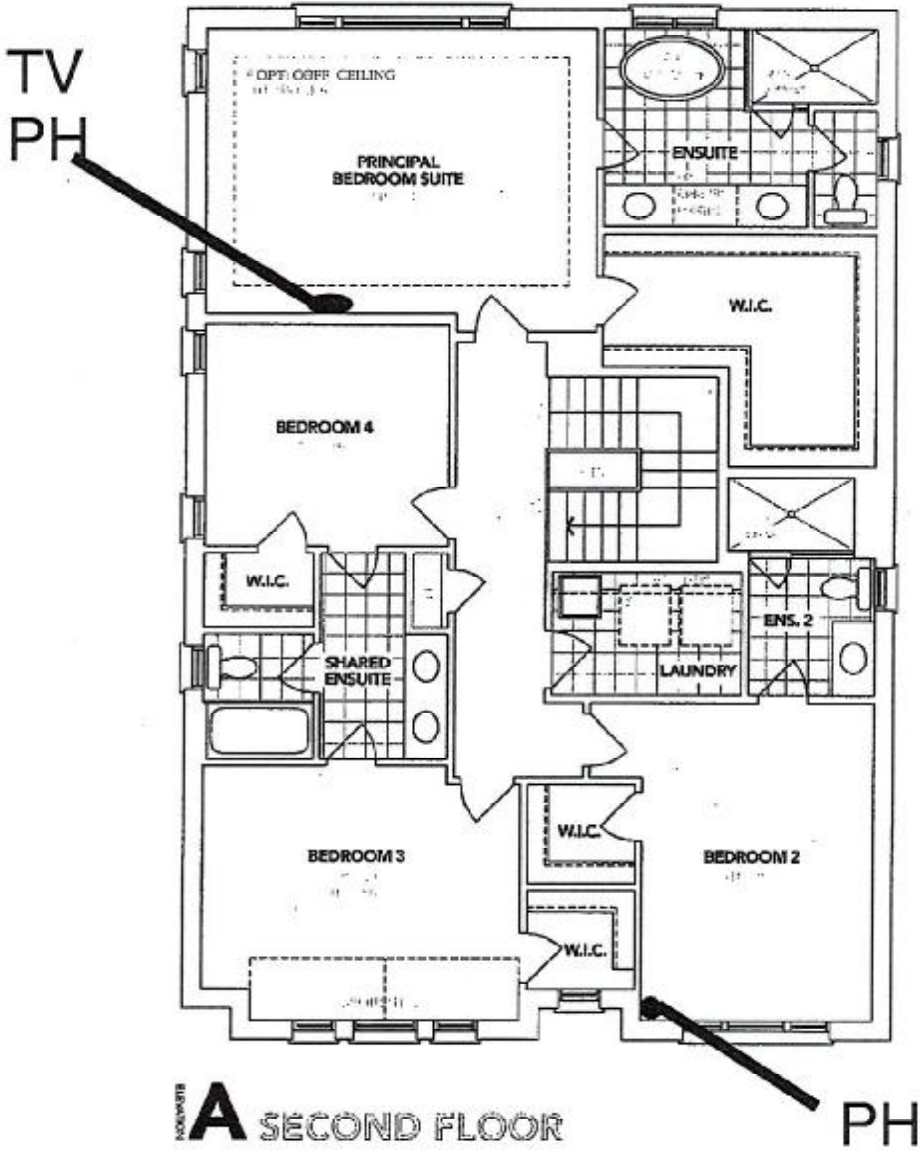 TV
PH
OPT. COFF. CEILING
PRINCIPAL
BEDROOM SUITE
ENSUITE
W.I.C.
BEDROOM 4
W.I.C.
ENS. 2
SHARED
ENSUITE
LAUNDRY
W.I.C.
BEDROOM 3
BEDROOM 2
W.I.C.
ELEVATION
A SECOND FLOOR
PH